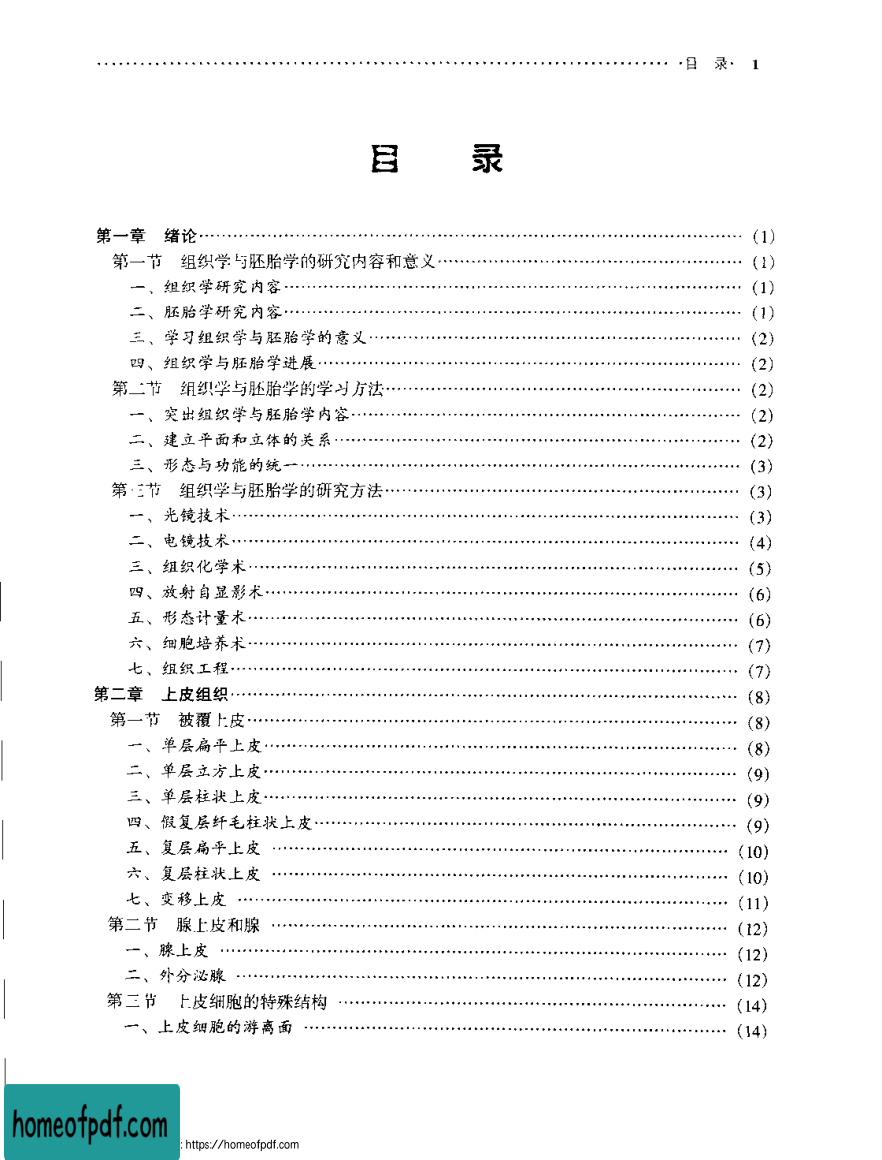 目 录 1
目 录
第一章 绪论 (1)
第一节 组织学与胚胎学的研究内容和意义 (1)
一、组织学研究内容 (1)
二、胚胎学研究内容 (1)
三、学习组织学与胚胎学的意义 (2)
四、组织学与胚胎学进展 (2)
第二节 组织学与胚胎学的学习方法 (2)
一、突出组织学与胚胎学内容 (2)
二、建立平面和立体的关系 (2)
三、形态与功能的统一 (3)
第三节 组织学与胚胎学的研究方法 (3)
一、光镜技术 (3)
二、电镜技术 (4)
三、组织化学术 (5)
四、放射自显影术 (6)
五、形态计量术 (6)
六、细胞培养术 (7)
七、组织工程 (7)
第二章 上皮组织 (8)
第一节 被覆上皮 (8)
一、单层扁平上皮 (8)
二、单层立方上皮 (9)
三、单层柱状上皮 (9)
四、假复层纤毛柱状上皮 (9)
五、复层扁平上皮 (10)
六、复层柱状上皮 (10)
七、变移上皮 (11)
第二节 腺上皮和腺 (12)
一、腺上皮 (12)
二、外分泌腺 (12)
第三节 上皮细胞的特殊结构 (14)
一、上皮细胞的游离面 (14)
homeofpdf.com
: https://homeofpdf.com